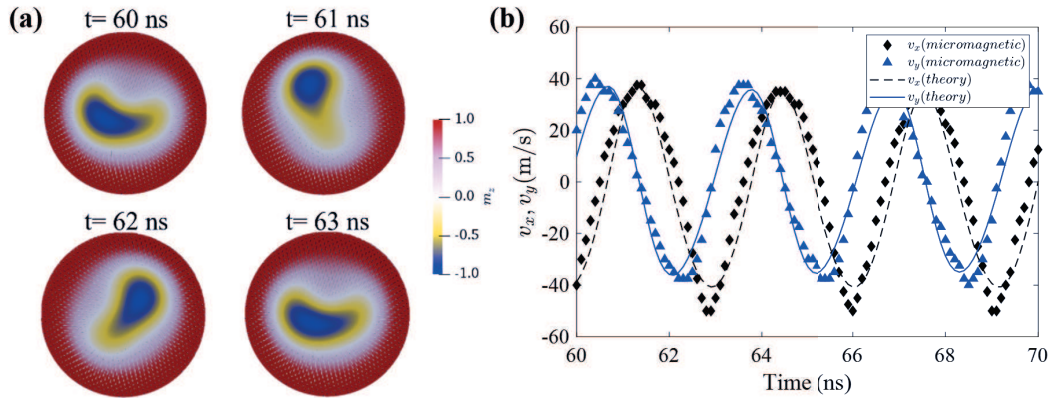 (a)
t= 60 ns
t= 61 ns
t= 62 ns
t= 63 ns
1.0
0.5
0.0
-0.5
-1.0
m_z
(b)
60
40
20
0
-20
-40
-60
v_x, v_y(m/s)
v_x(micromagnetic)
v_y(micromagnetic)
v_x(theory)
v_y(theory)
60
62
64
66
68
70
Time (ns)